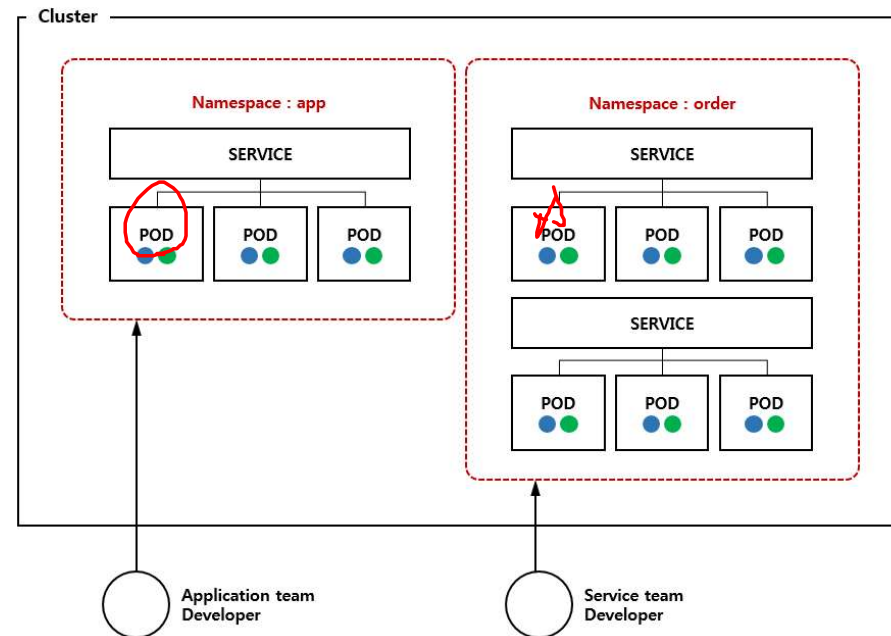 Cluster
Namespace : app
SERVICE
POD
POD
POD
Namespace : order
SERVICE
POD
POD
POD
SERVICE
POD
POD
POD
Application team
Developer
Service team
Developer